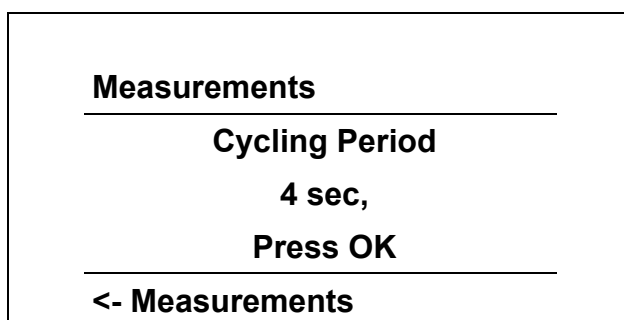 Measurements
Cycling Period
4 sec,
Press OK
<- Measurements